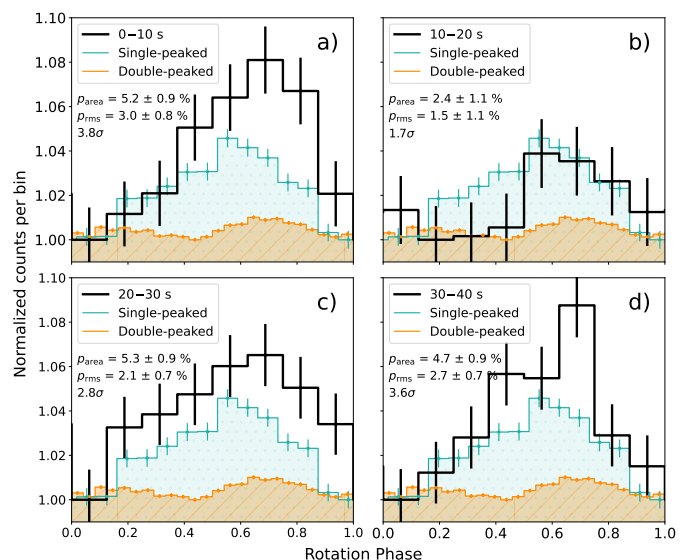 1.10
1.08
1.06
1.04
1.02
1.00
0−10 s
Single-peaked
Double-peaked
p_area = 5.2 ± 0.9 %
p_rms = 3.0 ± 0.8 %
3.8σ
a)
10−20 s
Single-peaked
Double-peaked
p_area = 2.4 ± 1.1 %
p_rms = 1.5 ± 1.1 %
1.7σ
b)
Normalized counts per bin
1.10
1.08
1.06
1.04
1.02
1.00
20−30 s
Single-peaked
Double-peaked
p_area = 5.3 ± 0.9 %
p_rms = 2.1 ± 0.7 %
2.8σ
c)
30−40 s
Single-peaked
Double-peaked
p_area = 4.7 ± 0.9 %
p_rms = 2.7 ± 0.7 %
3.6σ
d)
0.0 0.2 0.4 0.6 0.8 1.0
0.2 0.4 0.6 0.8 1.0
Rotation Phase